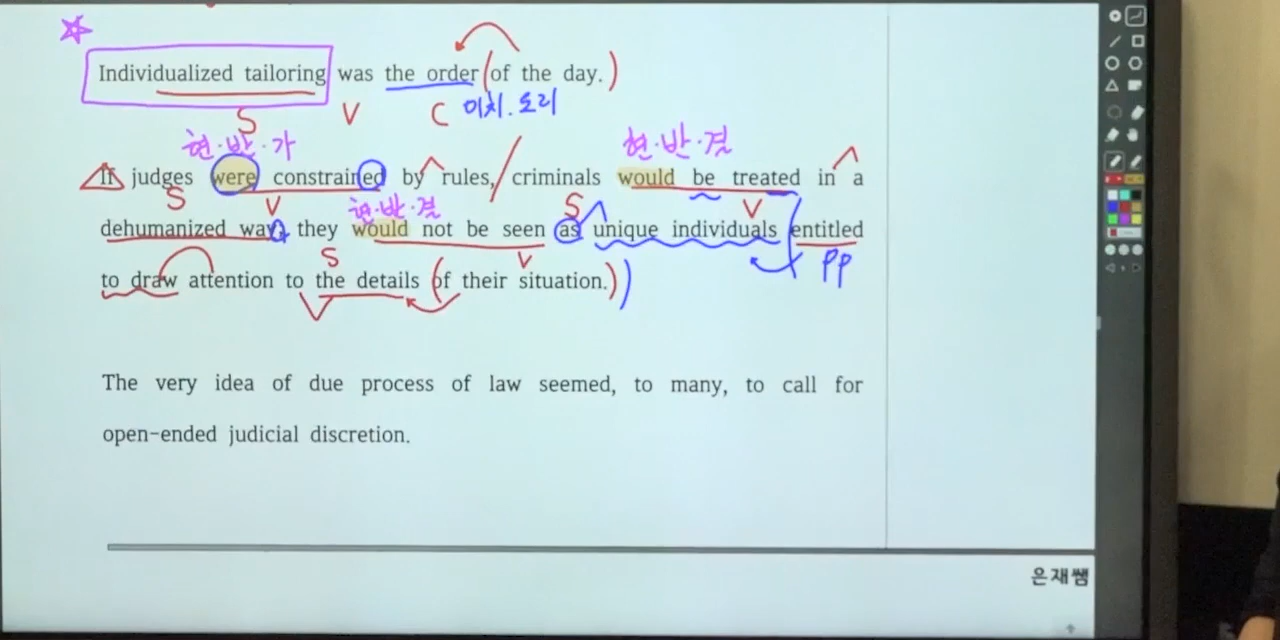 Individualized tailoring was the order (of the day.)
S V C 이치.도리
현·반·가 현·반·결
If judges were constrained by rules, / criminals would be treated in a
S V 현·반·결 S V
dehumanized way, they would not be seen as unique individuals (entitled
S V PP
to draw attention to the details (of their situation.))
The very idea of due process of law seemed, to many, to call for
open-ended judicial discretion.
은재쌤